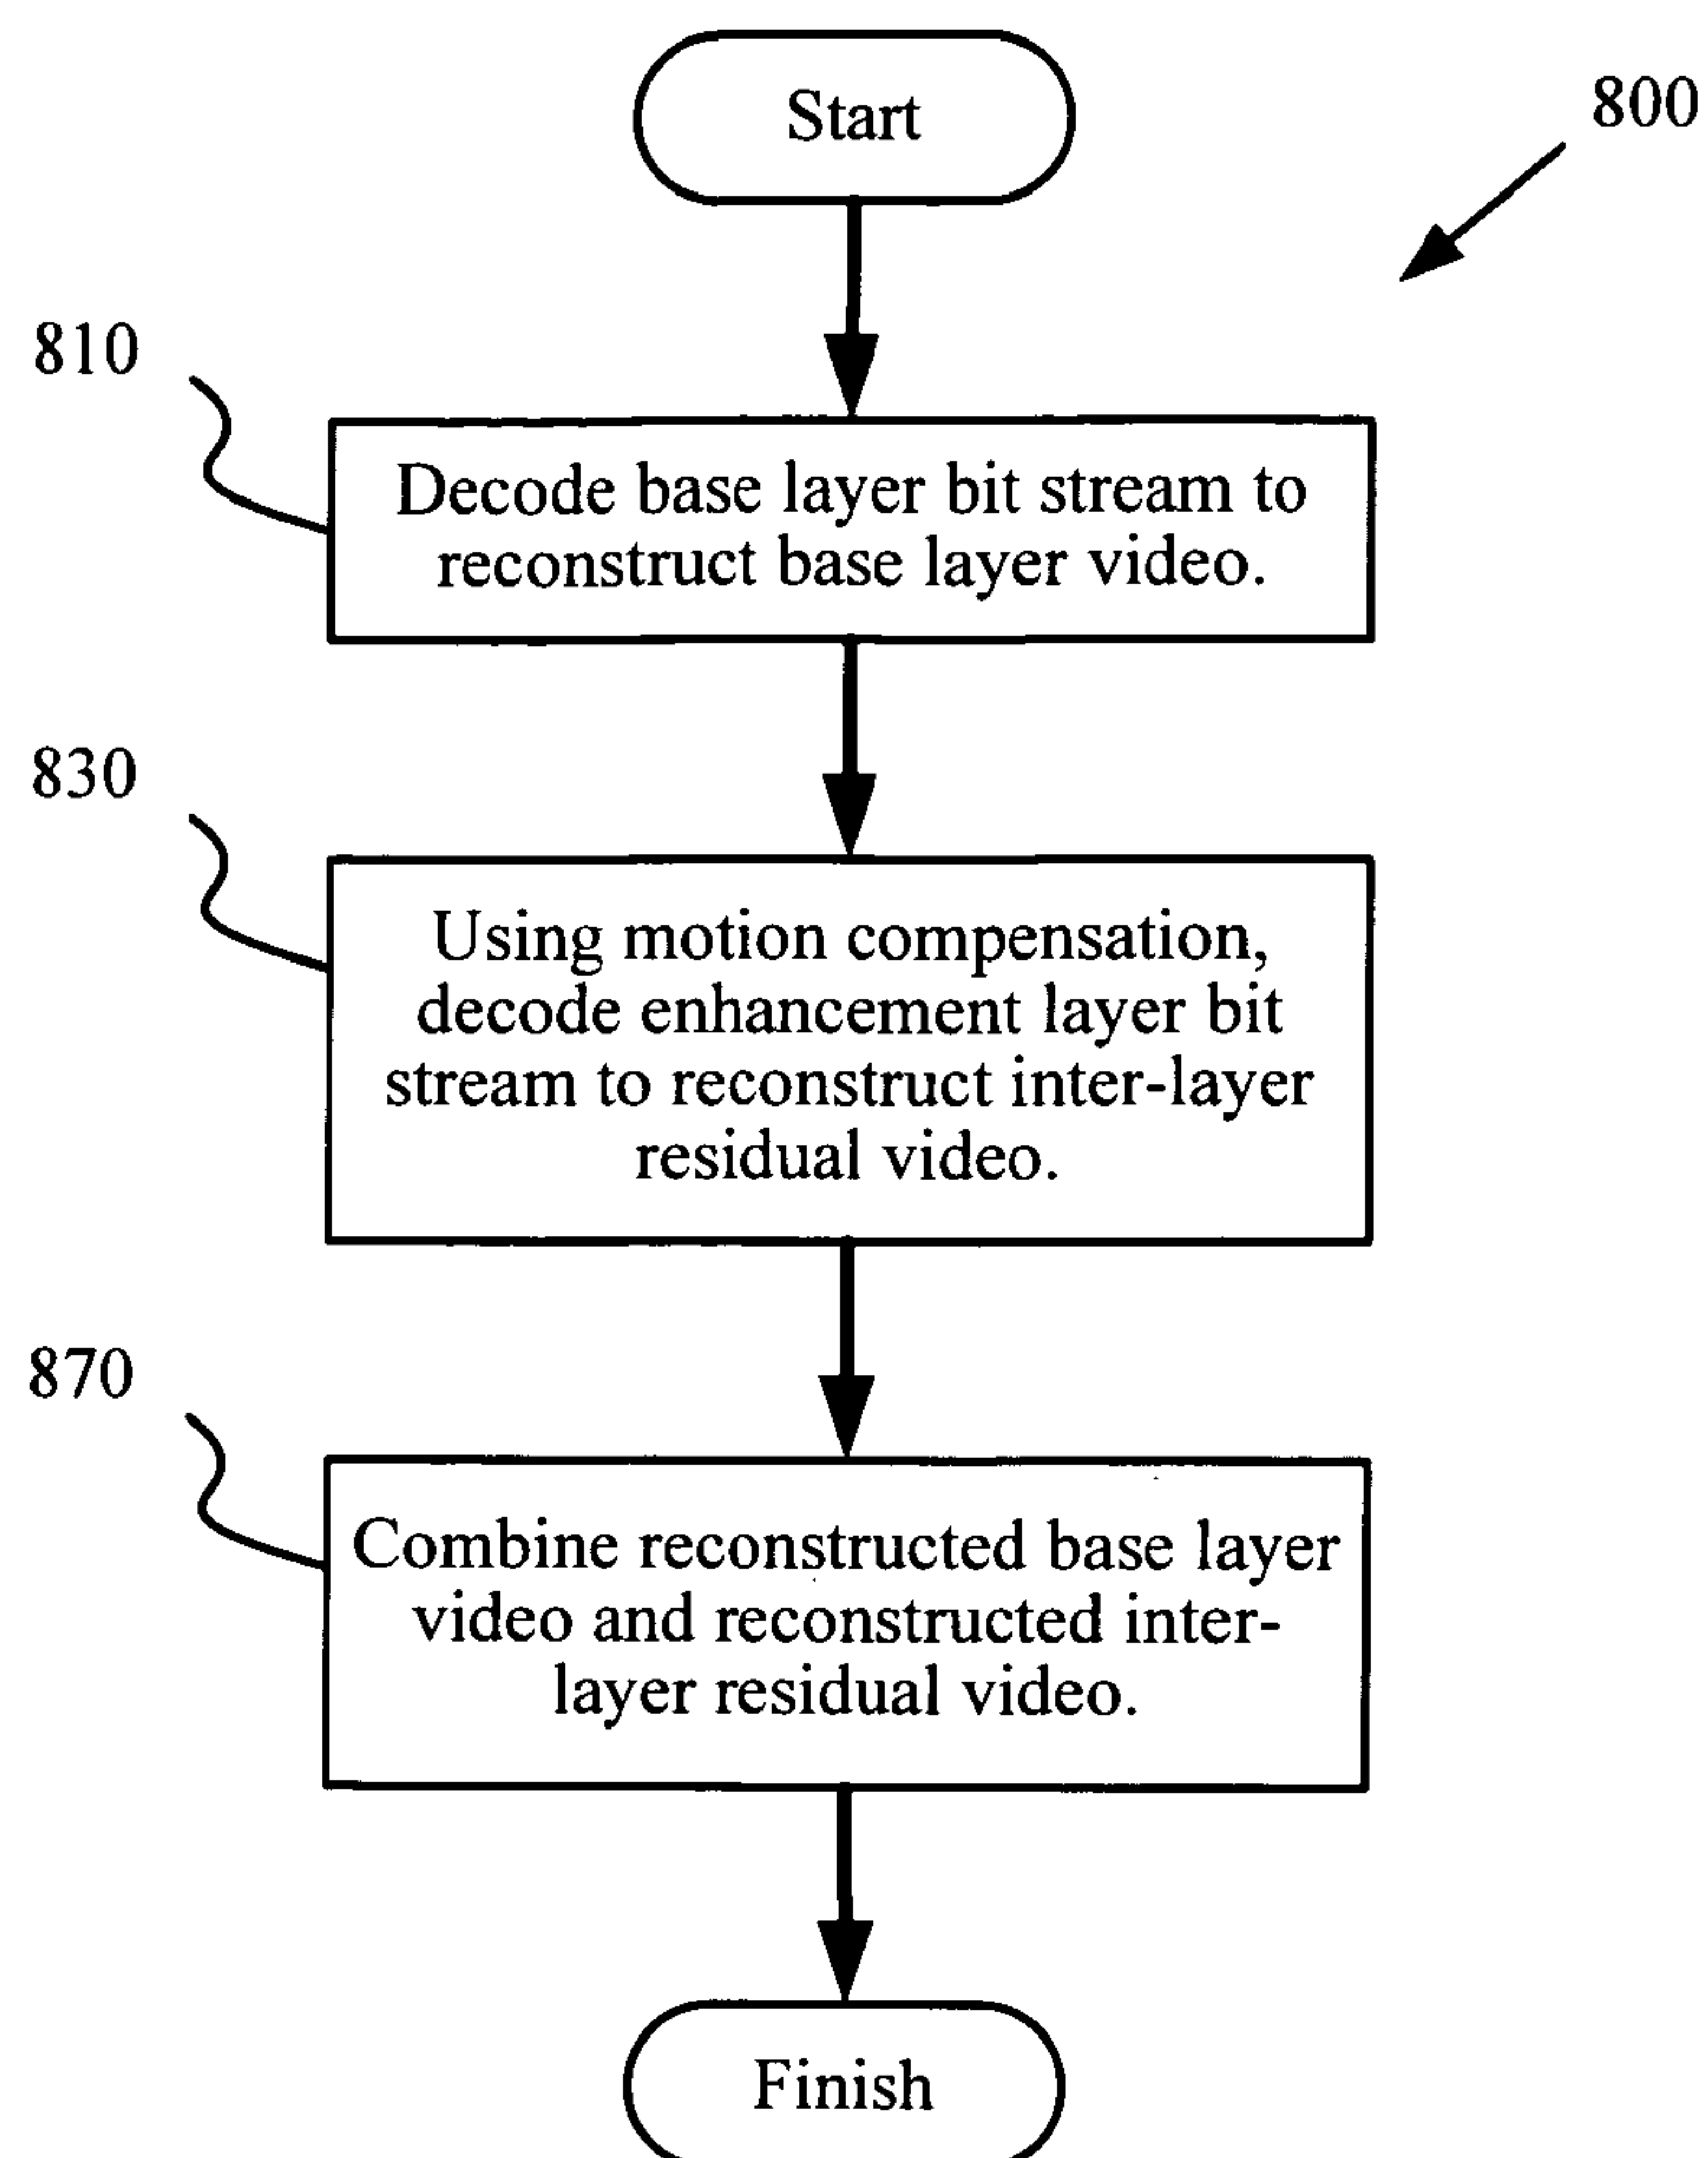 Start
800
810
Decode base layer bit stream to
reconstruct base layer video.
830
Using motion compensation,
decode enhancement layer bit
stream to reconstruct inter-layer
residual video.
870
Combine reconstructed base layer
video and reconstructed inter-
layer residual video.
Finish